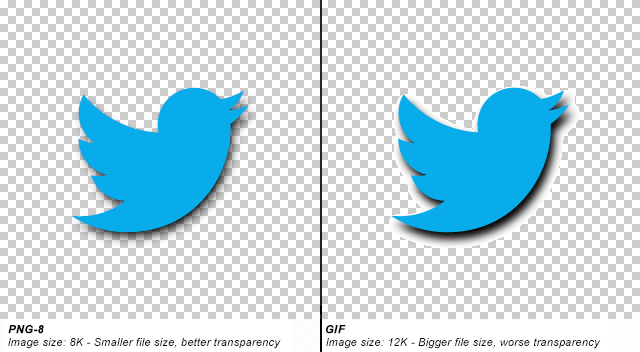 PNG-8
Image size: 8K - Smaller file size, better transparency
GIF
Image size: 12K - Bigger file size, worse transparency